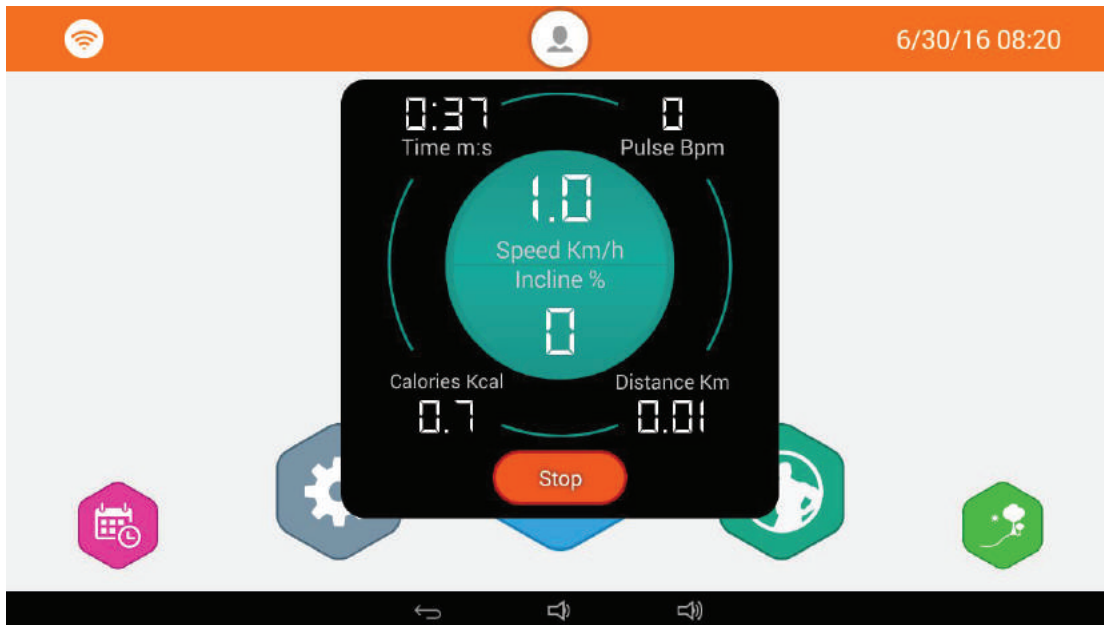 6/30/16 08:20
0:37
Time m:s
0
Pulse Bpm
1.0
Speed Km/h
Incline %
0
Calories Kcal
0.7
Distance Km
0.01
Stop